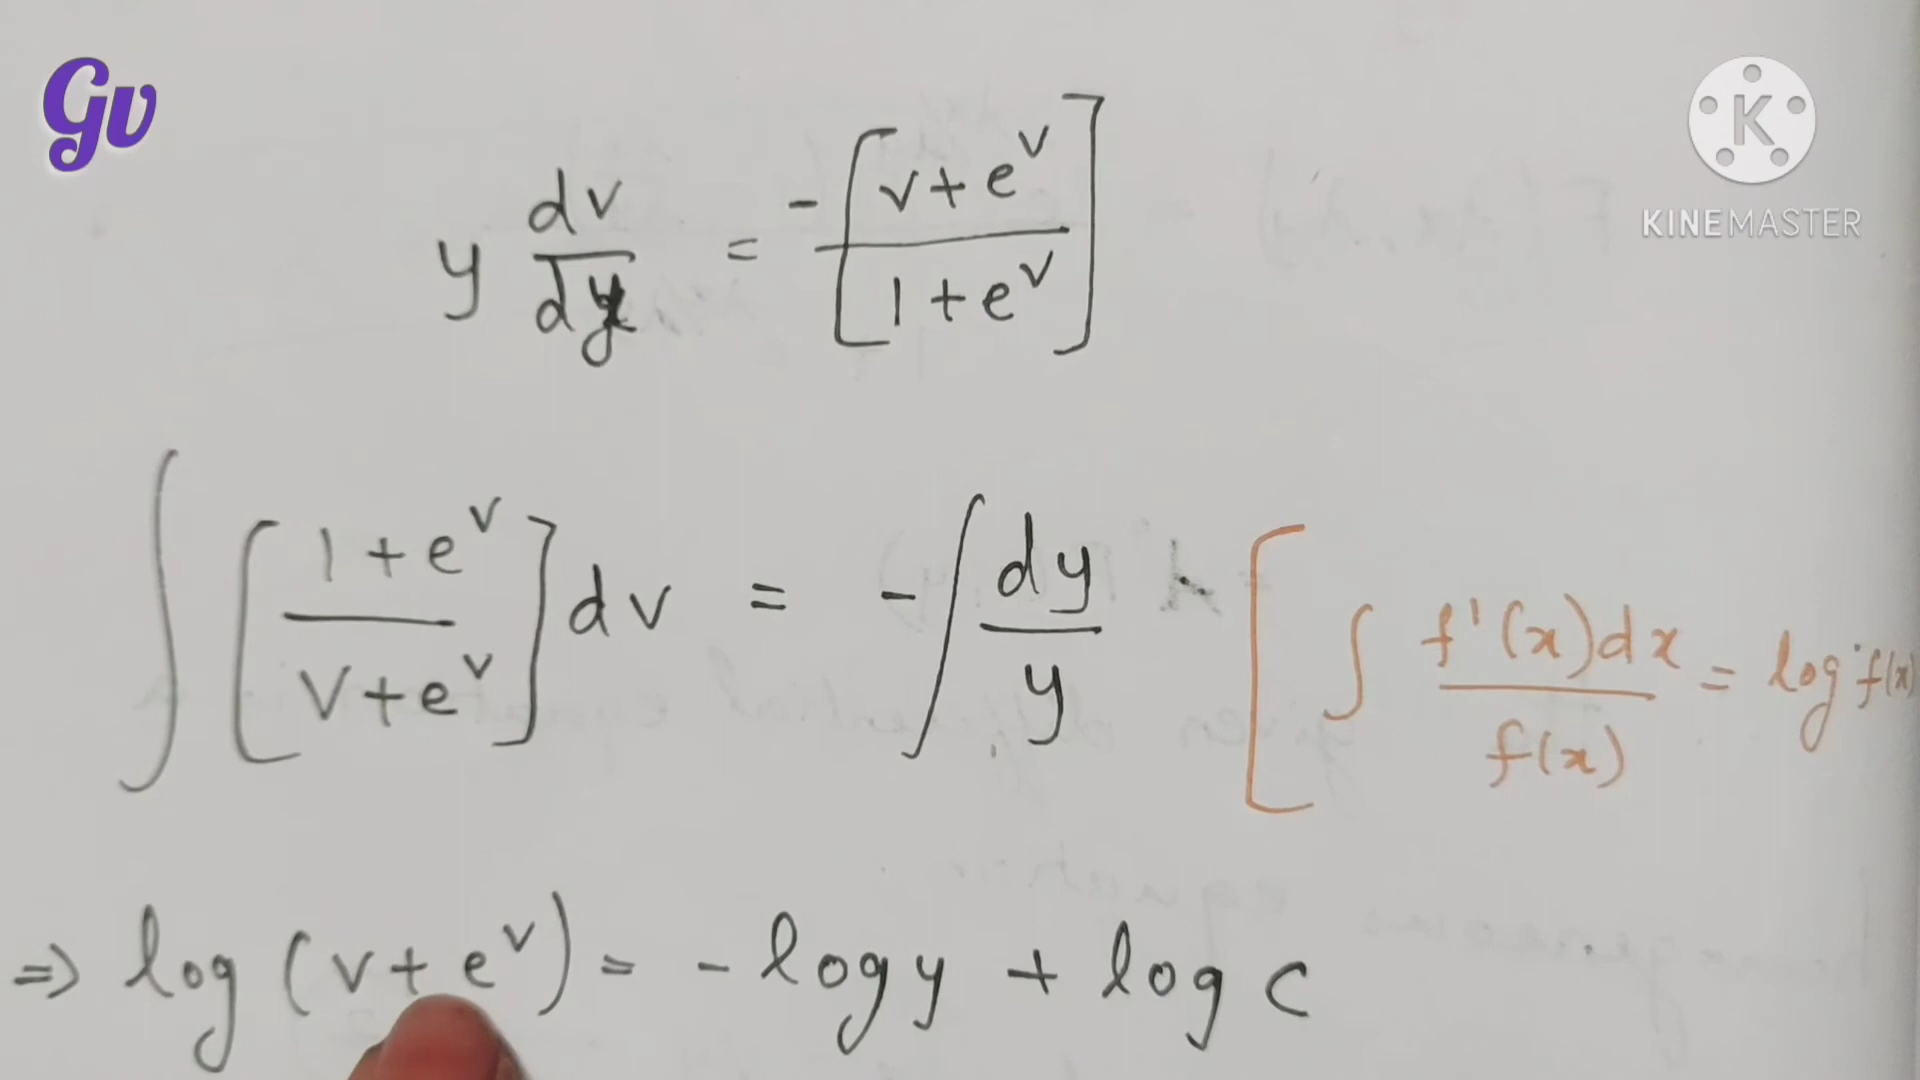 Gv
KINEMASTER
y dv/dy = -[v+e^v / 1+e^v]
∫ [1+e^v / v+e^v] dv = -∫ dy/y [∫ f'(x)dx / f(x) = log f(x)
⇒ log (v+e^v) = - log y + log c